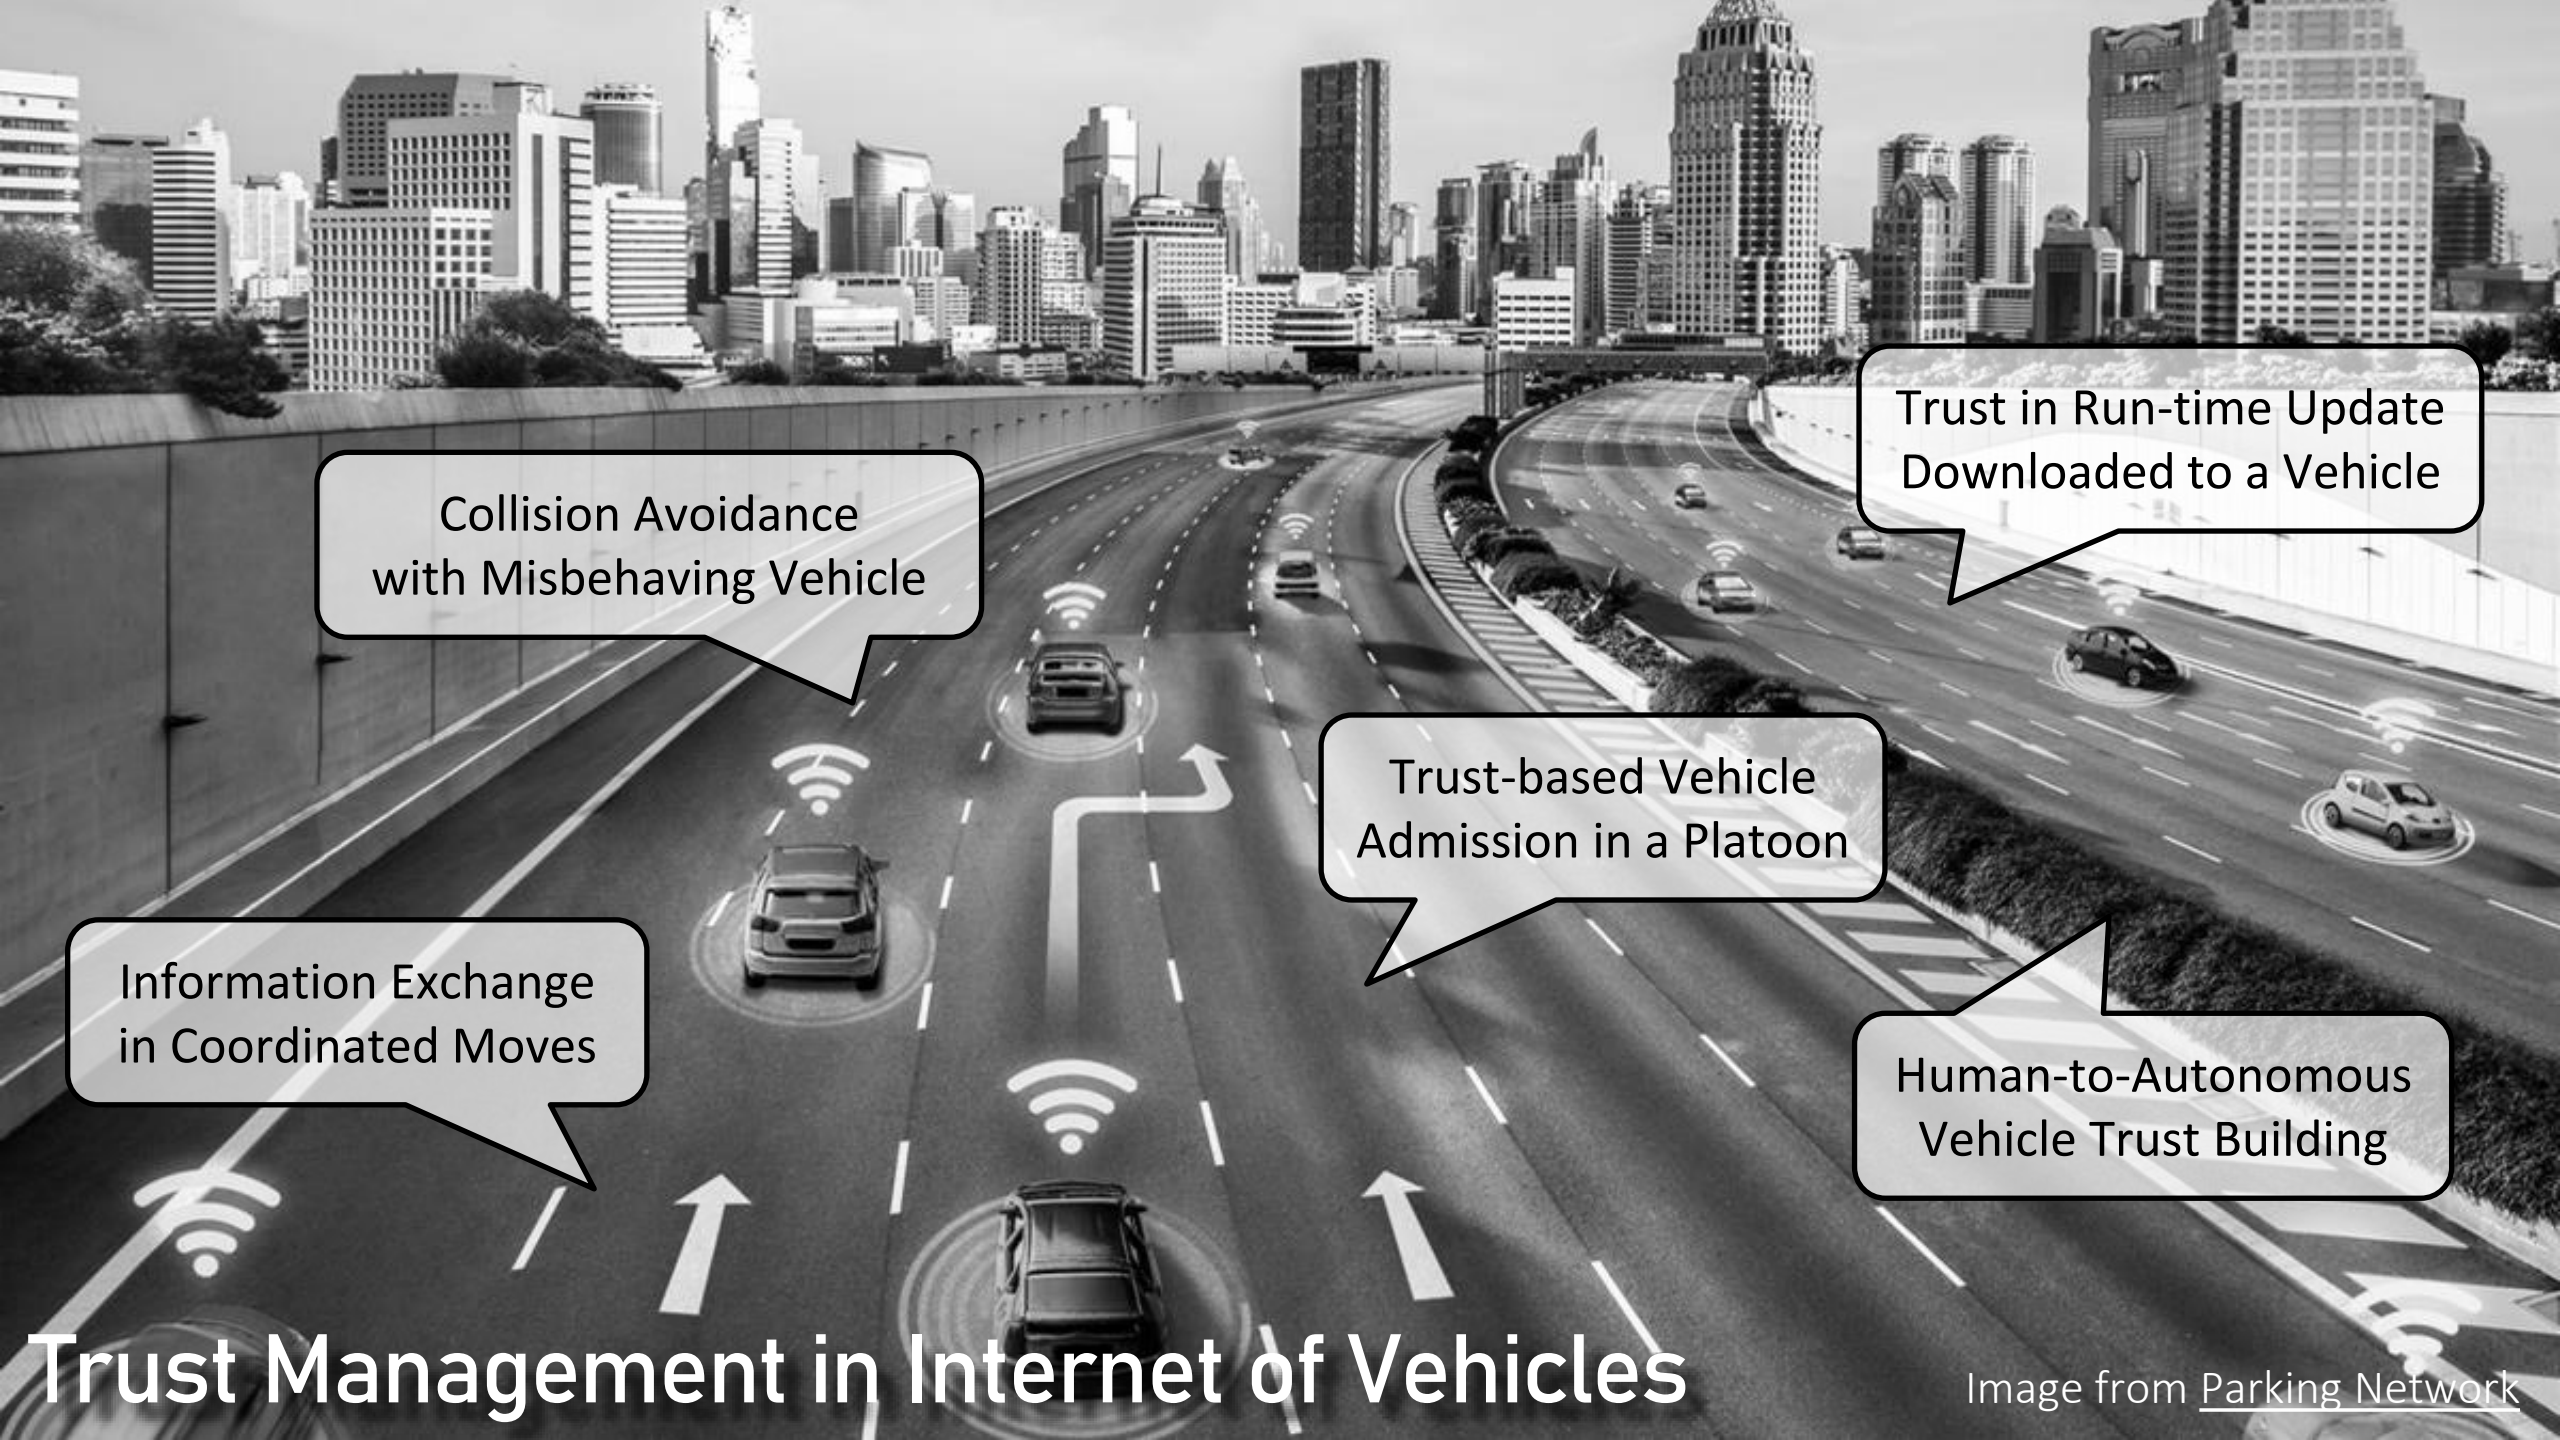 Trust in Run-time Update
Downloaded to a Vehicle
Collision Avoidance
with Misbehaving Vehicle
Trust-based Vehicle
Admission in a Platoon
Information Exchange
in Coordinated Moves
Human-to-Autonomous
Vehicle Trust Building
Trust Management in Internet of Vehicles
Image from Parking Network